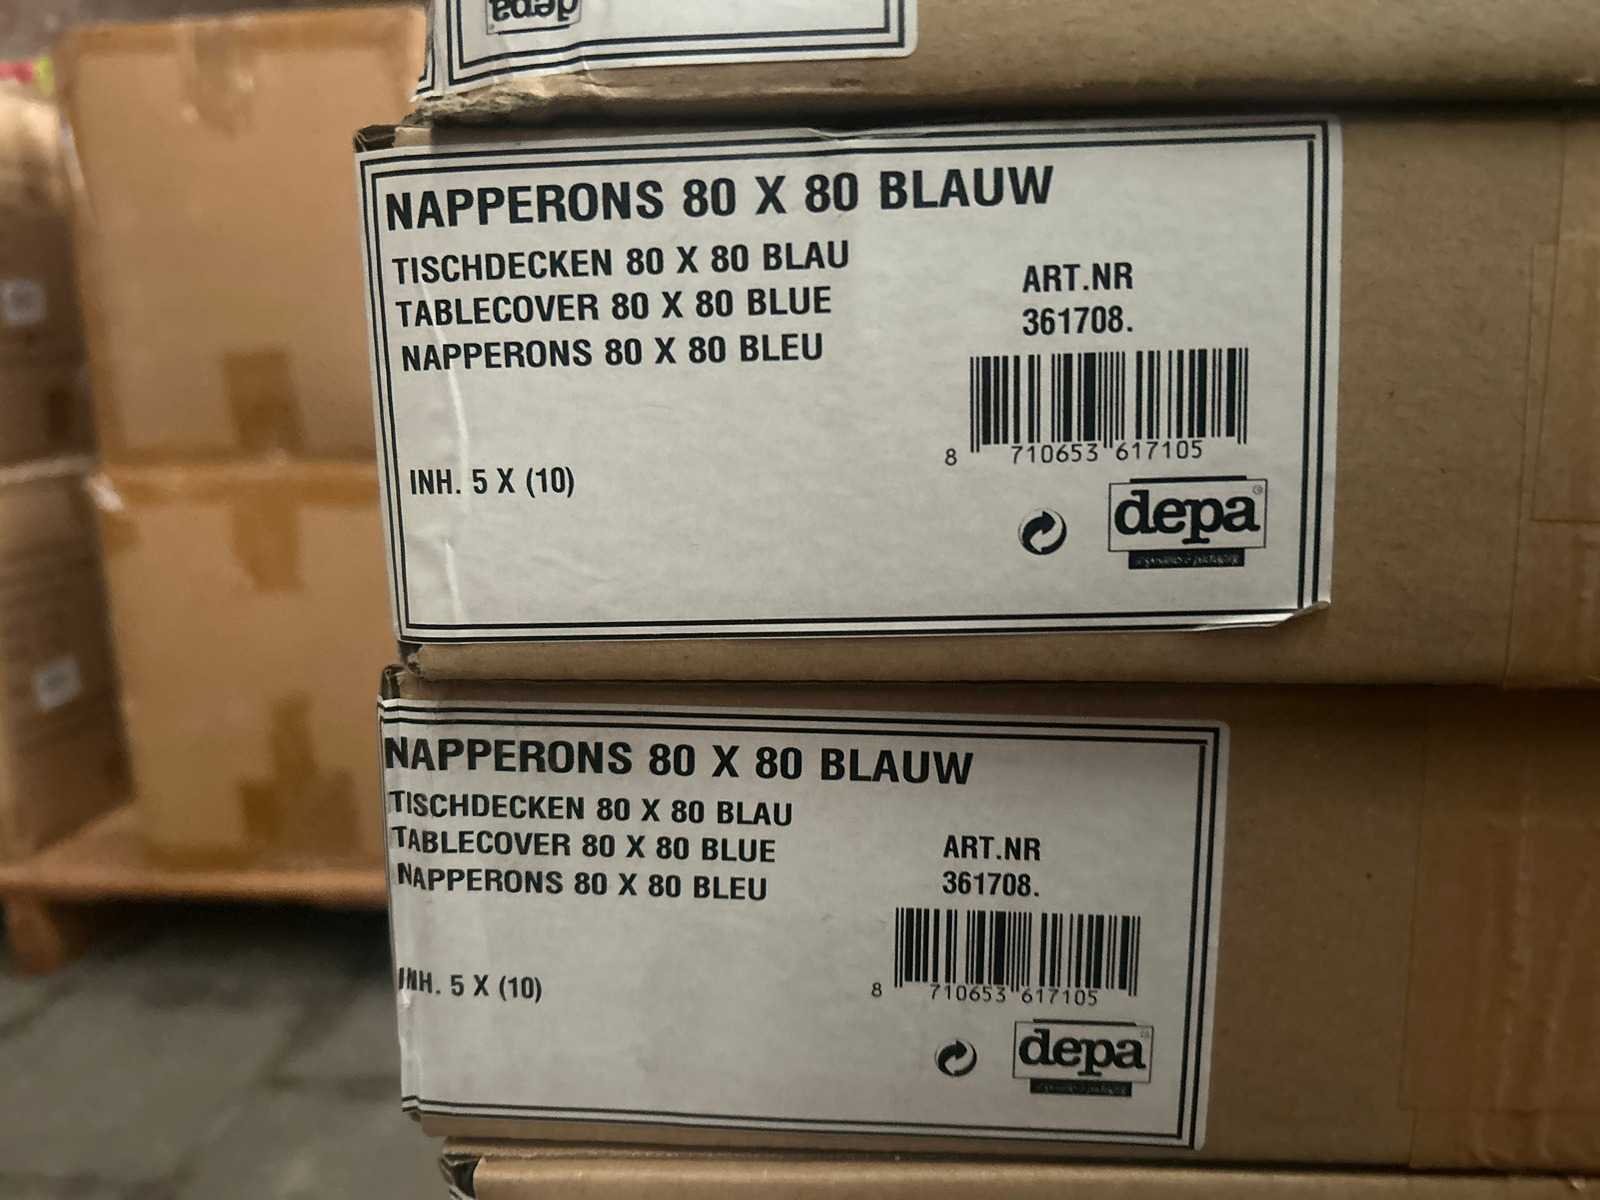 depa
NAPPERONS 80 X 80 BLAUW
TISCHDECKEN 80 X 80 BLAU
TABLECOVER 80 X 80 BLUE
NAPPERONS 80 X 80 BLEU
ART.NR
361708.
8 710653 617105
INH. 5 X (10)
depa
NAPPERONS 80 X 80 BLAUW
TISCHDECKEN 80 X 80 BLAU
TABLECOVER 80 X 80 BLUE
NAPPERONS 80 X 80 BLEU
ART.NR
361708.
8 710653 617105
INH. 5 X (10)
depa